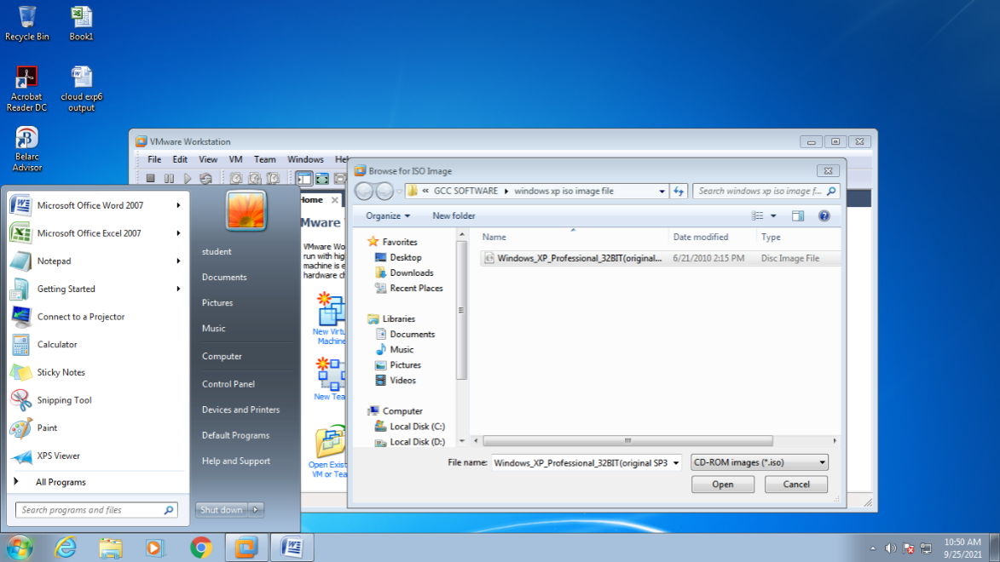 Recycle Bin
Book1
Acrobat
Reader DC
cloud exp6
output
Belarc
Advisor
VMware Workstation
File Edit View VM Team Windows
Home
VMware Wo
run with hig
machine is e
hardware ch
New Virtu
Machine
New Tea
Open Exist
VM or Tea
Browse for ISO Image
« GCC SOFTWARE windows xp iso image file
Search windows xp iso image f...
Organize New folder
Favorites
Desktop
Downloads
Recent Places
Libraries
Documents
Music
Pictures
Videos
Computer
Local Disk (C:)
Local Disk (D:)
Name Date modified Type
Windows_XP_Professional_32BIT(original... 6/21/2010 2:15 PM Disc Image File
File name: Windows_XP_Professional_32BIT(original SP3 CD-ROM images (*.iso)
Open Cancel
Microsoft Office Word 2007
Microsoft Office Excel 2007
Notepad
Getting Started
Connect to a Projector
Calculator
Sticky Notes
Snipping Tool
Paint
XPS Viewer
All Programs
Search programs and files
student
Documents
Pictures
Music
Computer
Control Panel
Devices and Printers
Default Programs
Help and Support
Shut down
10:50 AM
9/25/2021